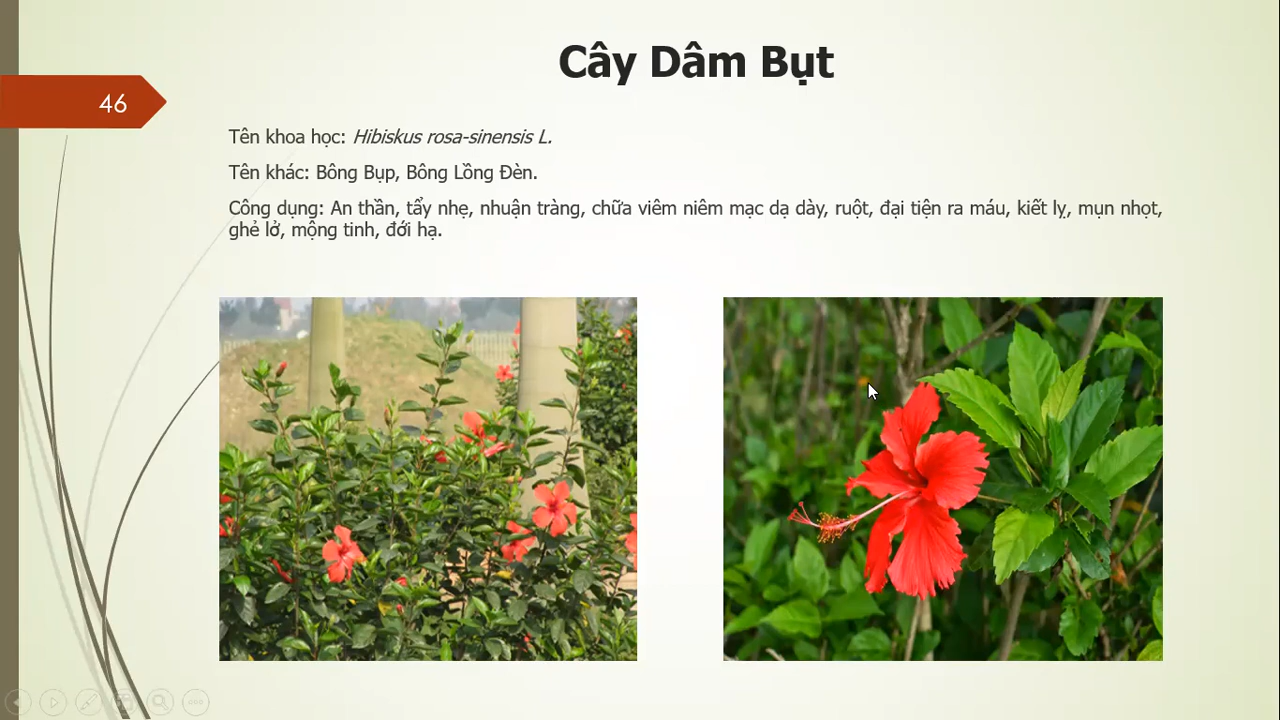 Cây Dâm Bụt
46
Tên khoa học: Hibiskus rosa-sinensis L.
Tên khác: Bông Bụp, Bông Lồng Đèn.
Công dụng: An thần, tẩy nhẹ, nhuận tràng, chữa viêm niêm mạc dạ dày, ruột, đại tiện ra máu, kiết lỵ, mụn nhọt,
ghẻ lở, mộng tinh, đới hạ.